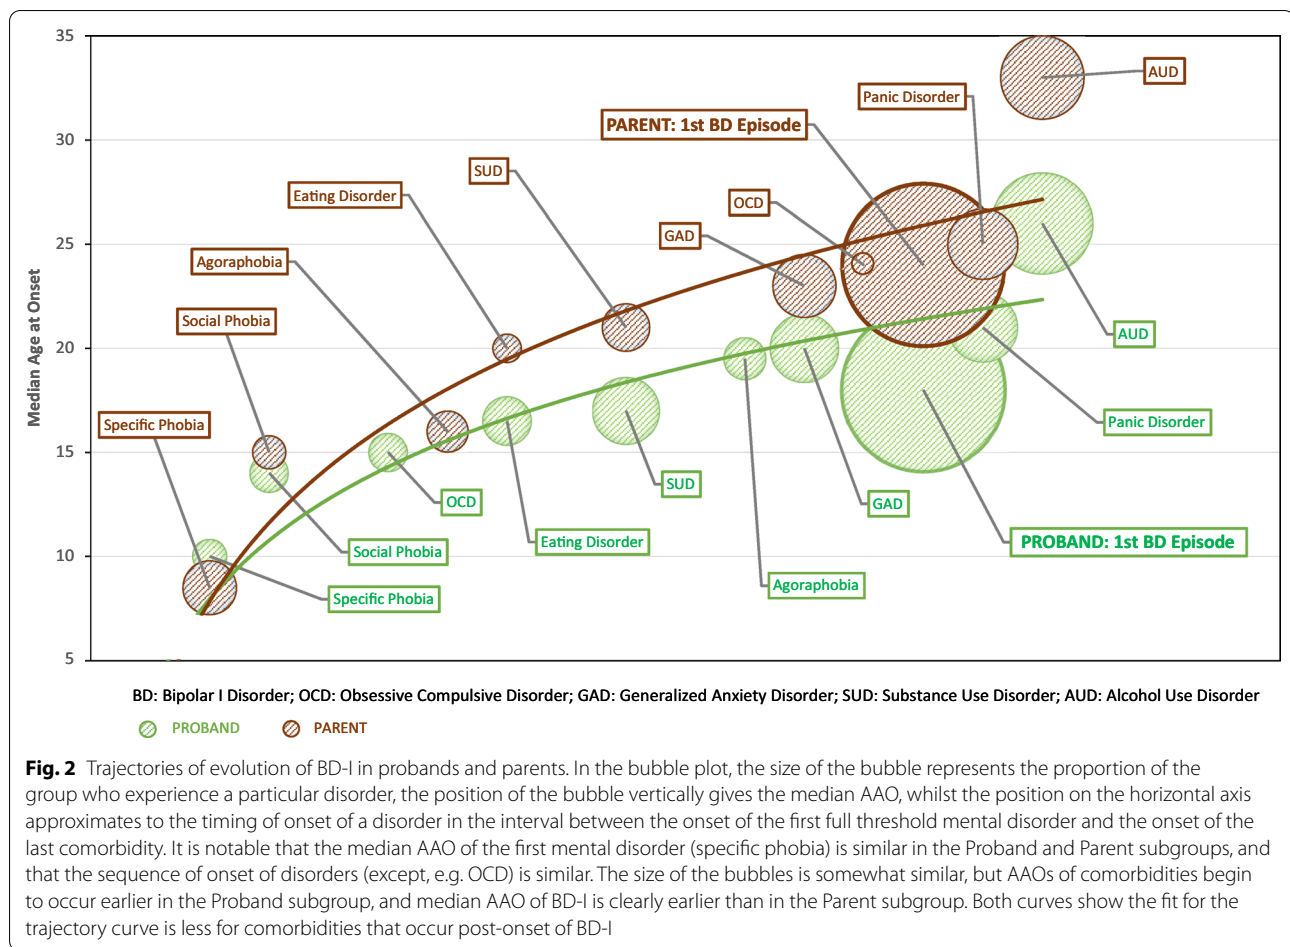 35
AUD
Panic Disorder
PARENT: 1st BD Episode
30
SUD
Eating Disorder
OCD
GAD
25
Agoraphobia
Social Phobia
AUD
20
Median Age at Onset
Specific Phobia
Panic Disorder
15
SUD
OCD
GAD
Eating Disorder
PROBAND: 1st BD Episode
Social Phobia
10
Agoraphobia
Specific Phobia
5
BD: Bipolar I Disorder; OCD: Obsessive Compulsive Disorder; GAD: Generalized Anxiety Disorder; SUD: Substance Use Disorder; AUD: Alcohol Use Disorder
PROBAND PARENT
Fig. 2 Trajectories of evolution of BD-I in probands and parents. In the bubble plot, the size of the bubble represents the proportion of the
group who experience a particular disorder, the position of the bubble vertically gives the median AAO, whilst the position on the horizontal axis
approximates to the timing of onset of a disorder in the interval between the onset of the first full threshold mental disorder and the onset of the
last comorbidity. It is notable that the median AAO of the first mental disorder (specific phobia) is similar in the Proband and Parent subgroups, and
that the sequence of onset of disorders (except, e.g. OCD) is similar. The size of the bubbles is somewhat similar, but AAOs of comorbidities begin
to occur earlier in the Proband subgroup, and median AAO of BD-I is clearly earlier than in the Parent subgroup. Both curves show the fit for the
trajectory curve is less for comorbidities that occur post-onset of BD-I